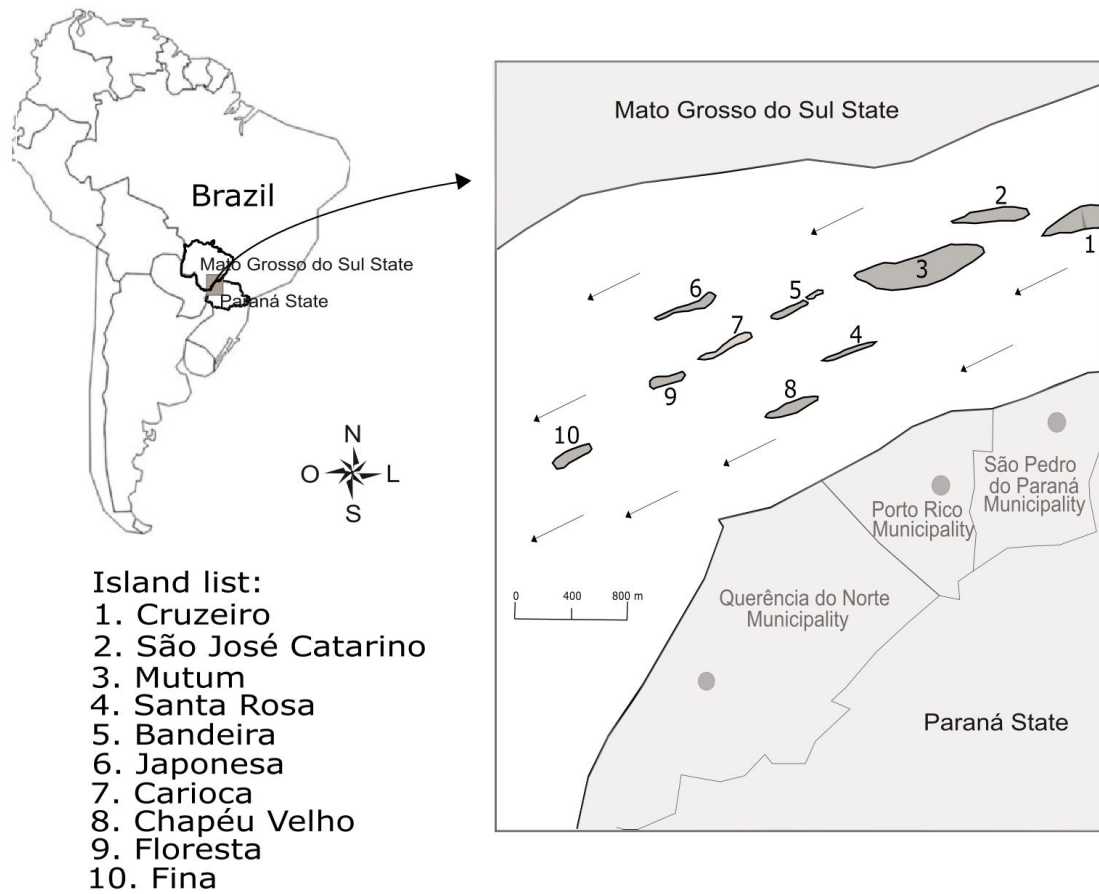 Brazil
Mato Grosso do Sul State
Paraná State
N
O
L
S
Island list:
1. Cruzeiro
2. São José Catarino
3. Mutum
4. Santa Rosa
5. Bandeira
6. Japonesa
7. Carioca
8. Chapéu Velho
9. Floresta
10. Fina
Mato Grosso do Sul State
2
1
3
6
5
7
4
9
8
10
São Pedro
do Paraná
Municipality
Porto Rico
Municipality
0 400 800 m
Querência do Norte
Municipality
Paraná State